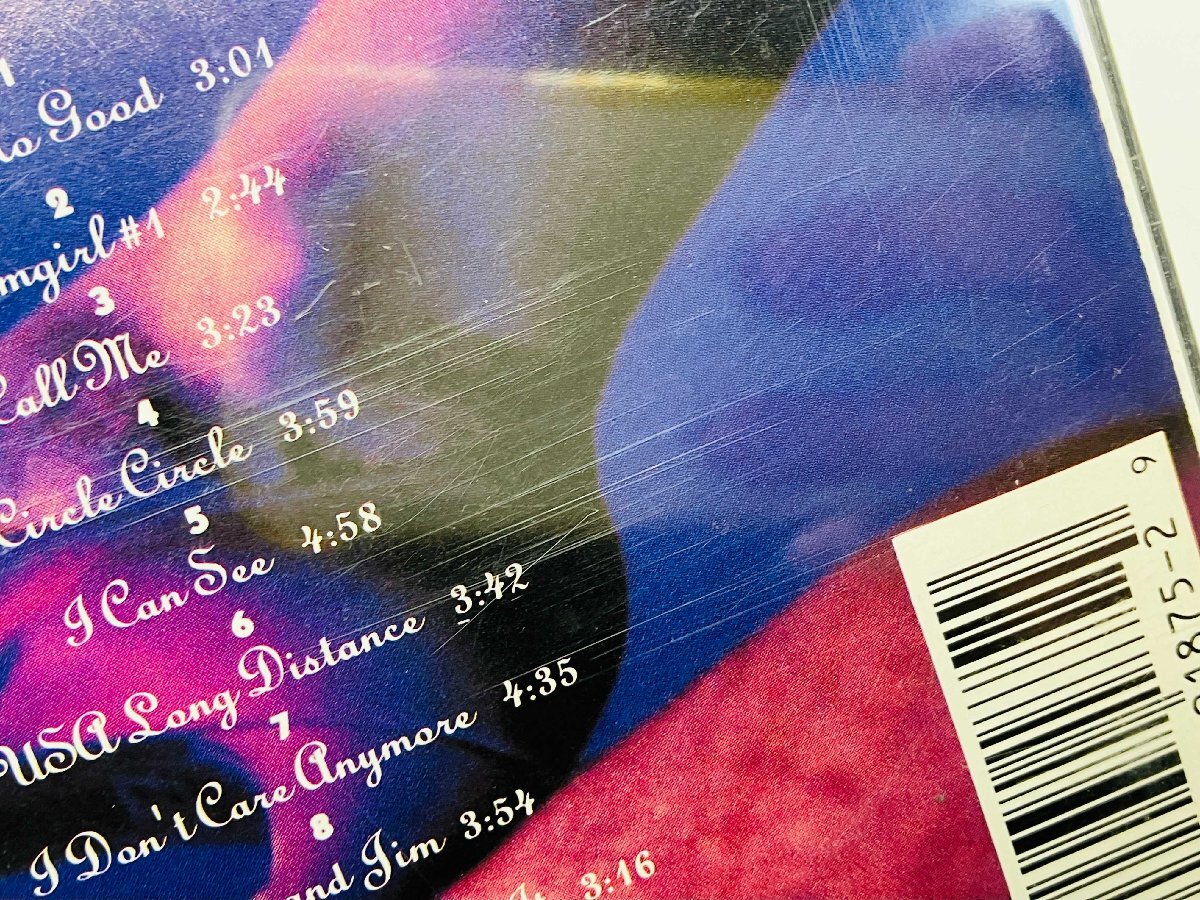 1
Good 3:01
2
#1 2:44
3
Call Me 3:23
4
Circle Circle 3:59
5
I Can See 4:58
6
USA Long Distance 3:42
7
I Don't Care Anymore 4:35
8
and Jim 3:54
3:16
9
1875-2